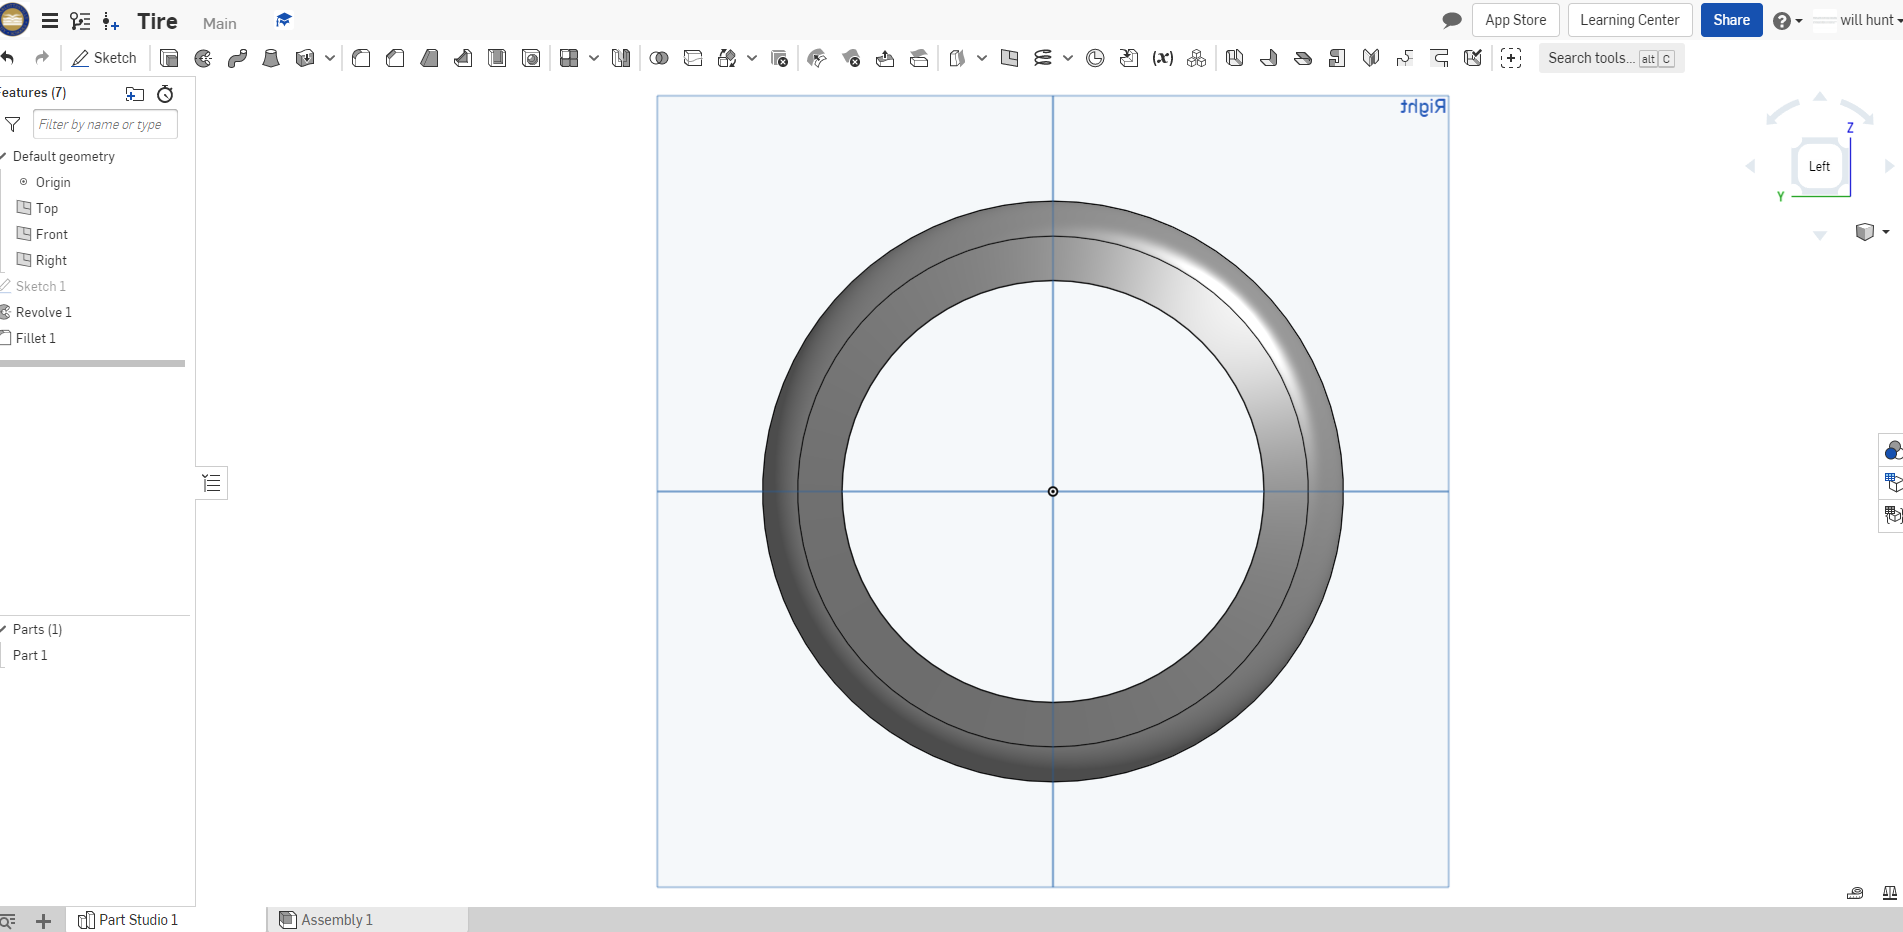 Tire Main
App Store Learning Center Share will hunt
Sketch
(x)
Search tools... alt C
Features (7)
Filter by name or type
Default geometry
Origin
Top
Front
Right
Sketch 1
Revolve 1
Fillet 1
Parts (1)
Part 1
Right
Z
Left
Y
Part Studio 1
Assembly 1